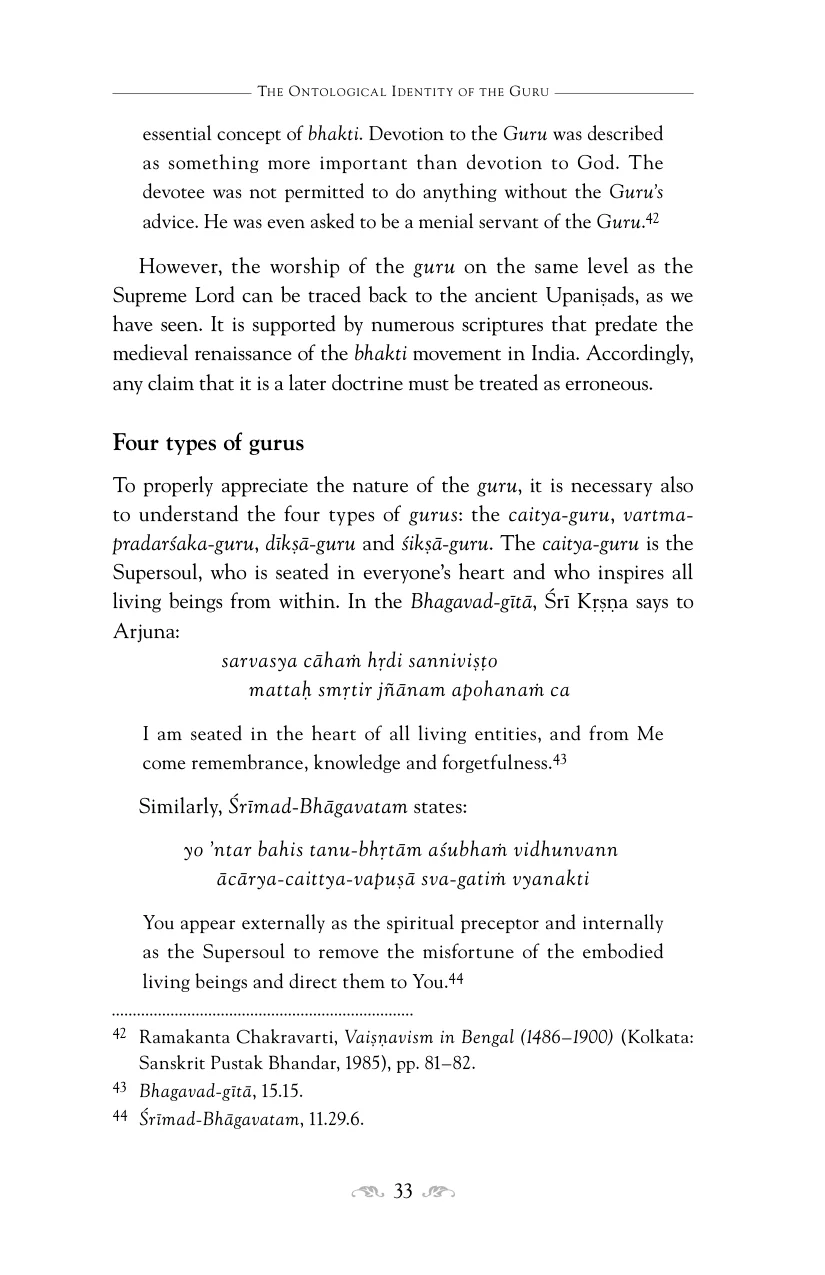 The Ontological Identity of the Guru
essential concept of bhakti. Devotion to the Guru was described
as something more important than devotion to God. The
devotee was not permitted to do anything without the Guru’s
advice. He was even asked to be a menial servant of the Guru.42
However, the worship of the guru on the same level as the
Supreme Lord can be traced back to the ancient Upaniṣads, as we
have seen. It is supported by numerous scriptures that predate the
medieval renaissance of the bhakti movement in India. Accordingly,
any claim that it is a later doctrine must be treated as erroneous.
Four types of gurus
To properly appreciate the nature of the guru, it is necessary also
to understand the four types of gurus: the caitya-guru, vartma-
pradarśaka-guru, dīkṣā-guru and śikṣā-guru. The caitya-guru is the
Supersoul, who is seated in everyone’s heart and who inspires all
living beings from within. In the Bhagavad-gītā, Śrī Kṛṣṇa says to
Arjuna:
sarvasya cāhaṁ hṛdi sanniviṣṭo
mattaḥ smṛtir jñānam apohanaṁ ca
I am seated in the heart of all living entities, and from Me
come remembrance, knowledge and forgetfulness.43
Similarly, Śrīmad-Bhāgavatam states:
yo ’ntar bahis tanu-bhṛtām aśubhaṁ vidhunvann
ācārya-caittya-vapuṣā sva-gatiṁ vyanakti
You appear externally as the spiritual preceptor and internally
as the Supersoul to remove the misfortune of the embodied
living beings and direct them to You.44
42 Ramakanta Chakravarti, Vaiṣṇavism in Bengal (1486–1900) (Kolkata:
Sanskrit Pustak Bhandar, 1985), pp. 81–82.
43 Bhagavad-gītā, 15.15.
44 Śrīmad-Bhāgavatam, 11.29.6.
33